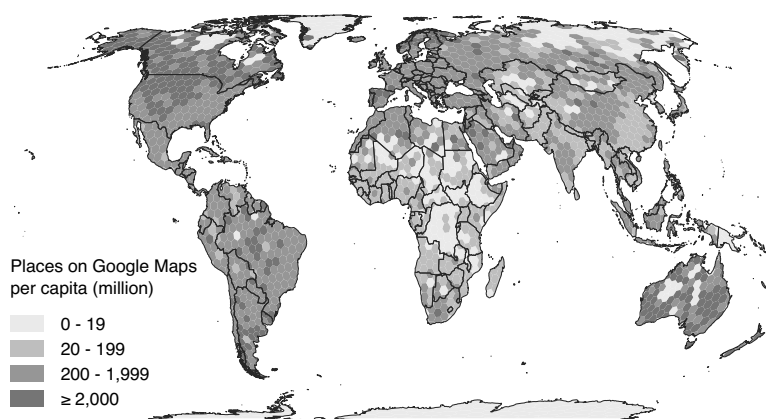 Places on Google Maps
per capita (million)
0 - 19
20 - 199
200 - 1,999
≥ 2,000